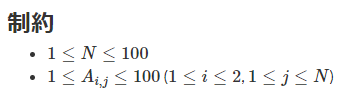 制約
• 1 ≤ N ≤ 100
• 1 ≤ A_{i,j} ≤ 100 (1 ≤ i ≤ 2, 1 ≤ j ≤ N)